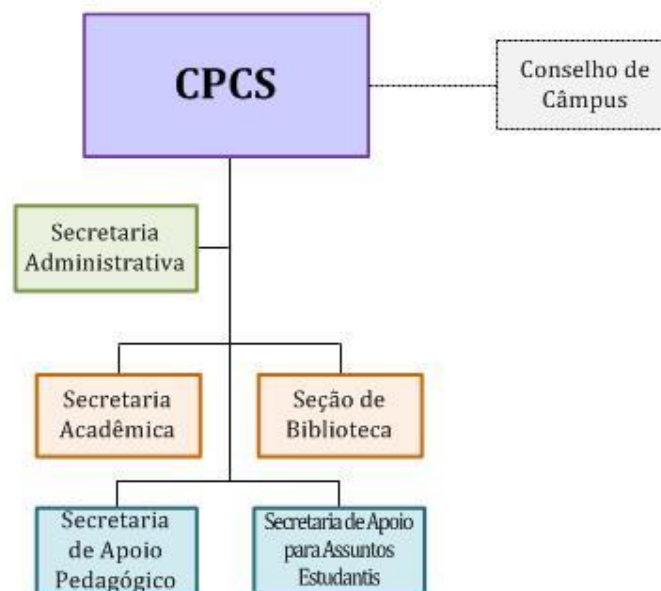 CPCS
Conselho de
Câmpus
Secretaria
Administrativa
Secretaria
Acadêmica
Seção de
Biblioteca
Secretaria
de Apoio
Pedagógico
Secretaria de Apoio
para Assuntos
Estudantis